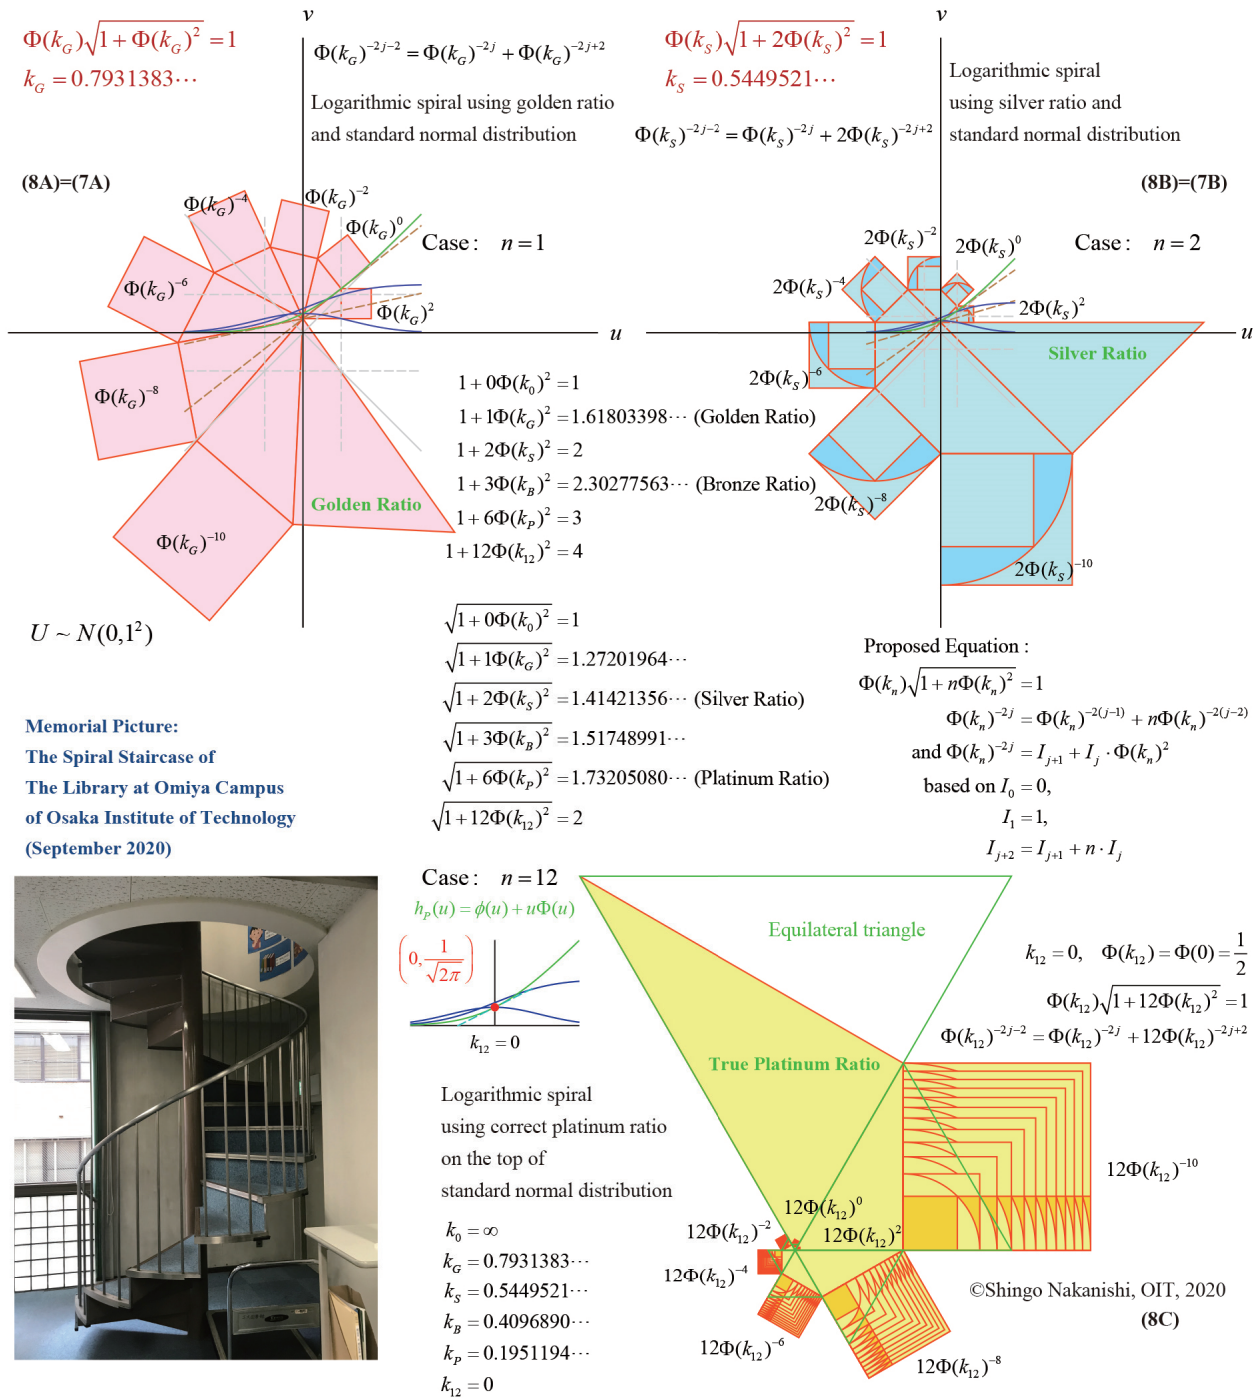 v
Φ(k_G)√(1+Φ(k_G)²) = 1
k_G = 0.7931383⋯
Φ(k_G)^{-2j-2} = Φ(k_G)^{-2j} + Φ(k_G)^{-2j+2}
Logarithmic spiral using golden ratio
and standard normal distribution
(8A)=(7A)
Φ(k_G)^{-4}
Φ(k_G)^{-2}
Φ(k_G)^0
Case: n=1
Φ(k_G)^{-6}
Φ(k_G)^2
u
Φ(k_G)^{-8}
Golden Ratio
Φ(k_G)^{-10}
U ~ N(0,1²)
v
Φ(k_S)√(1+2Φ(k_S)²) = 1
k_S = 0.5449521⋯
Logarithmic spiral
using silver ratio and
standard normal distribution
Φ(k_S)^{-2j-2} = Φ(k_S)^{-2j} + 2Φ(k_S)^{-2j+2}
(8B)=(7B)
2Φ(k_S)^{-2}
2Φ(k_S)^0
Case: n=2
2Φ(k_S)^{-4}
2Φ(k_S)^2
u
Silver Ratio
2Φ(k_S)^{-6}
2Φ(k_S)^{-8}
2Φ(k_S)^{-10}
1+0Φ(k_0)² = 1
1+1Φ(k_G)² = 1.61803398⋯ (Golden Ratio)
1+2Φ(k_S)² = 2
1+3Φ(k_B)² = 2.30277563⋯ (Bronze Ratio)
1+6Φ(k_P)² = 3
1+12Φ(k_12)² = 4
√(1+0Φ(k_0)²) = 1
√(1+1Φ(k_G)²) = 1.27201964⋯
√(1+2Φ(k_S)²) = 1.41421356⋯ (Silver Ratio)
√(1+3Φ(k_B)²) = 1.51748991⋯
√(1+6Φ(k_P)²) = 1.73205080⋯ (Platinum Ratio)
√(1+12Φ(k_12)²) = 2
Proposed Equation :
Φ(k_n)√(1+nΦ(k_n)²) = 1
Φ(k_n)^{-2j} = Φ(k_n)^{-2(j-1)} + nΦ(k_n)^{-2(j-2)}
and Φ(k_n)^{-2j} = I_{j+1} + I_j · Φ(k_n)²
based on I_0 = 0,
I_1 = 1,
I_{j+2} = I_{j+1} + n · I_j
Memorial Picture:
The Spiral Staircase of
The Library at Omiya Campus
of Osaka Institute of Technology
(September 2020)
Case: n=12
h_P(u) = ϕ(u) + uΦ(u)
(0, 1/√(2π))
k_12 = 0
Logarithmic spiral
using correct platinum ratio
on the top of
standard normal distribution
k_0 = ∞
k_G = 0.7931383⋯
k_S = 0.5449521⋯
k_B = 0.4096890⋯
k_P = 0.1951194⋯
k_12 = 0
Equilateral triangle
k_12 = 0, Φ(k_12) = Φ(0) = 1/2
Φ(k_12)√(1+12Φ(k_12)²) = 1
Φ(k_12)^{-2j-2} = Φ(k_12)^{-2j} + 12Φ(k_12)^{-2j+2}
True Platinum Ratio
12Φ(k_12)^{-10}
12Φ(k_12)^0
12Φ(k_12)^{-2}
12Φ(k_12)^2
12Φ(k_12)^{-4}
12Φ(k_12)^{-6}
12Φ(k_12)^{-8}
©Shingo Nakanishi, OIT, 2020
(8C)